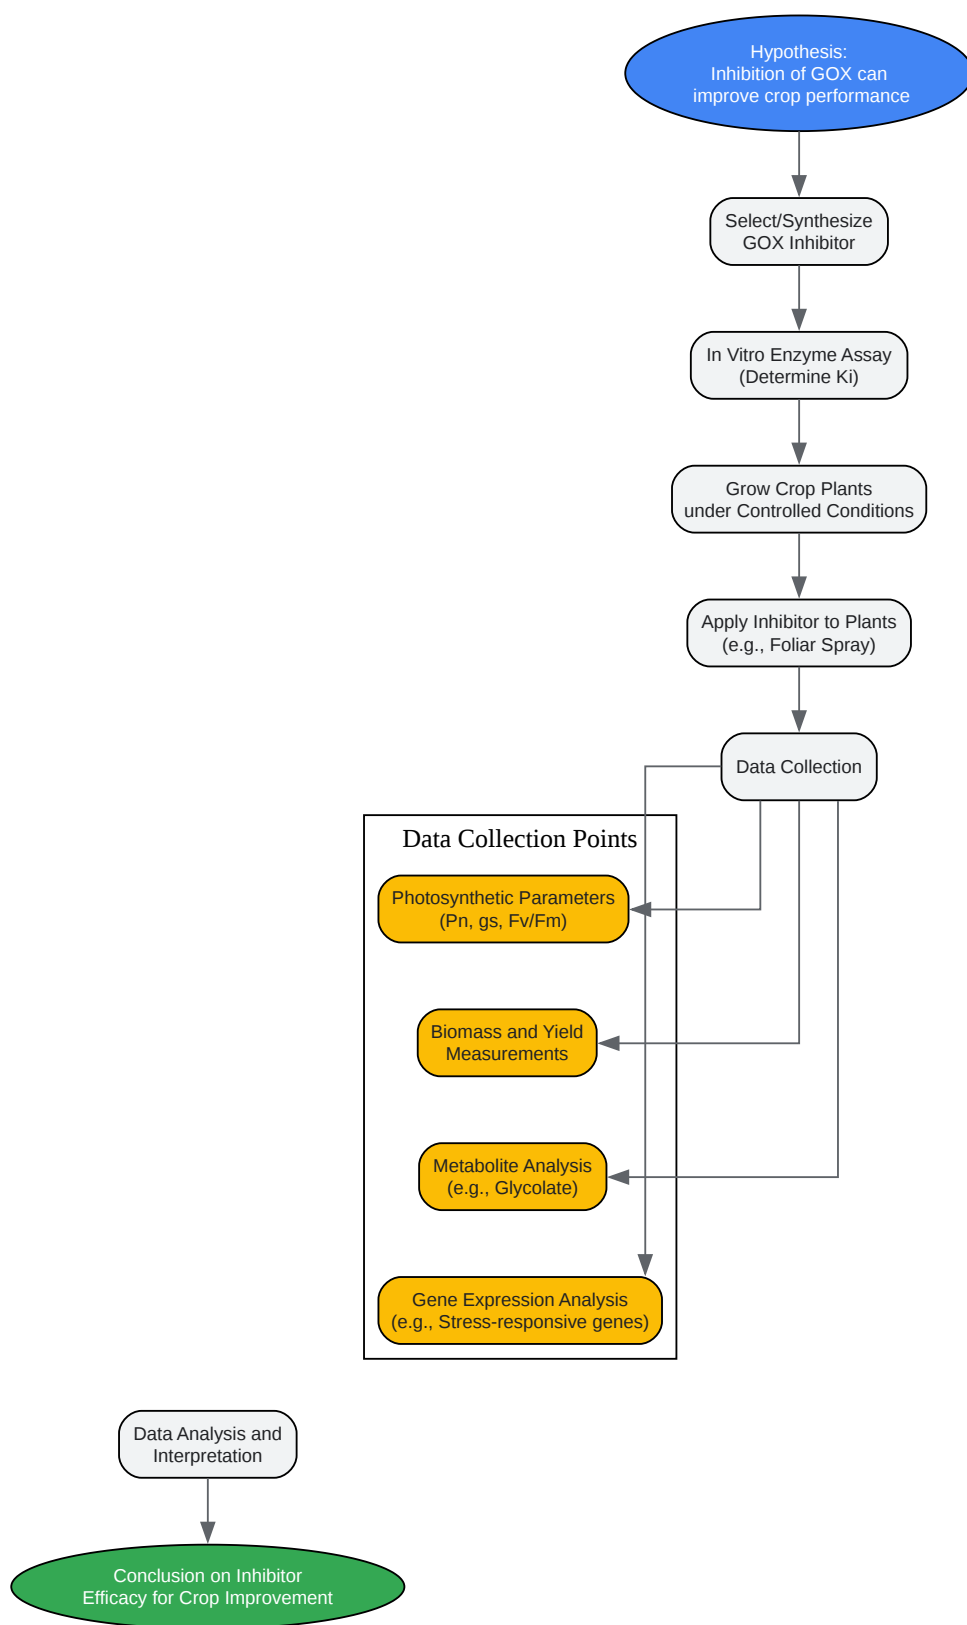 Hypothesis:
Inhibition of GOX can
improve crop performance
Select/Synthesize
GOX Inhibitor
In Vitro Enzyme Assay
(Determine Ki)
Grow Crop Plants
under Controlled Conditions
Apply Inhibitor to Plants
(e.g., Foliar Spray)
Data Collection
Data Collection Points
Photosynthetic Parameters
(Pn, gs, Fv/Fm)
Biomass and Yield
Measurements
Metabolite Analysis
(e.g., Glycolate)
Gene Expression Analysis
(e.g., Stress-responsive genes)
Data Analysis and
Interpretation
Conclusion on Inhibitor
Efficacy for Crop Improvement